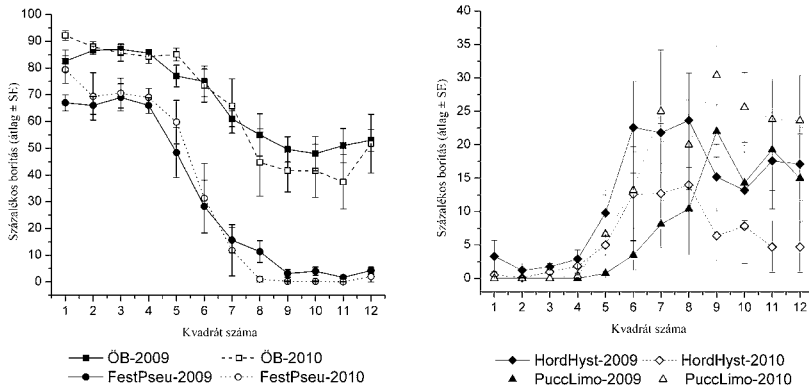 Százalékos borítás (átlag ± SE)
100
90
80
70
60
50
40
30
20
10
0
1 2 3 4 5 6 7 8 9 10 11 12
Kvadrát száma
ÖB-2009 ÖB-2010
FestPseu-2009 FestPseu-2010
Százalékos borítás (átlag ± SE)
40
35
30
25
20
15
10
5
0
1 2 3 4 5 6 7 8 9 10 11 12
Kvadrát száma
HordHyst-2009 HordHyst-2010
PuccLimo-2009 PuccLimo-2010